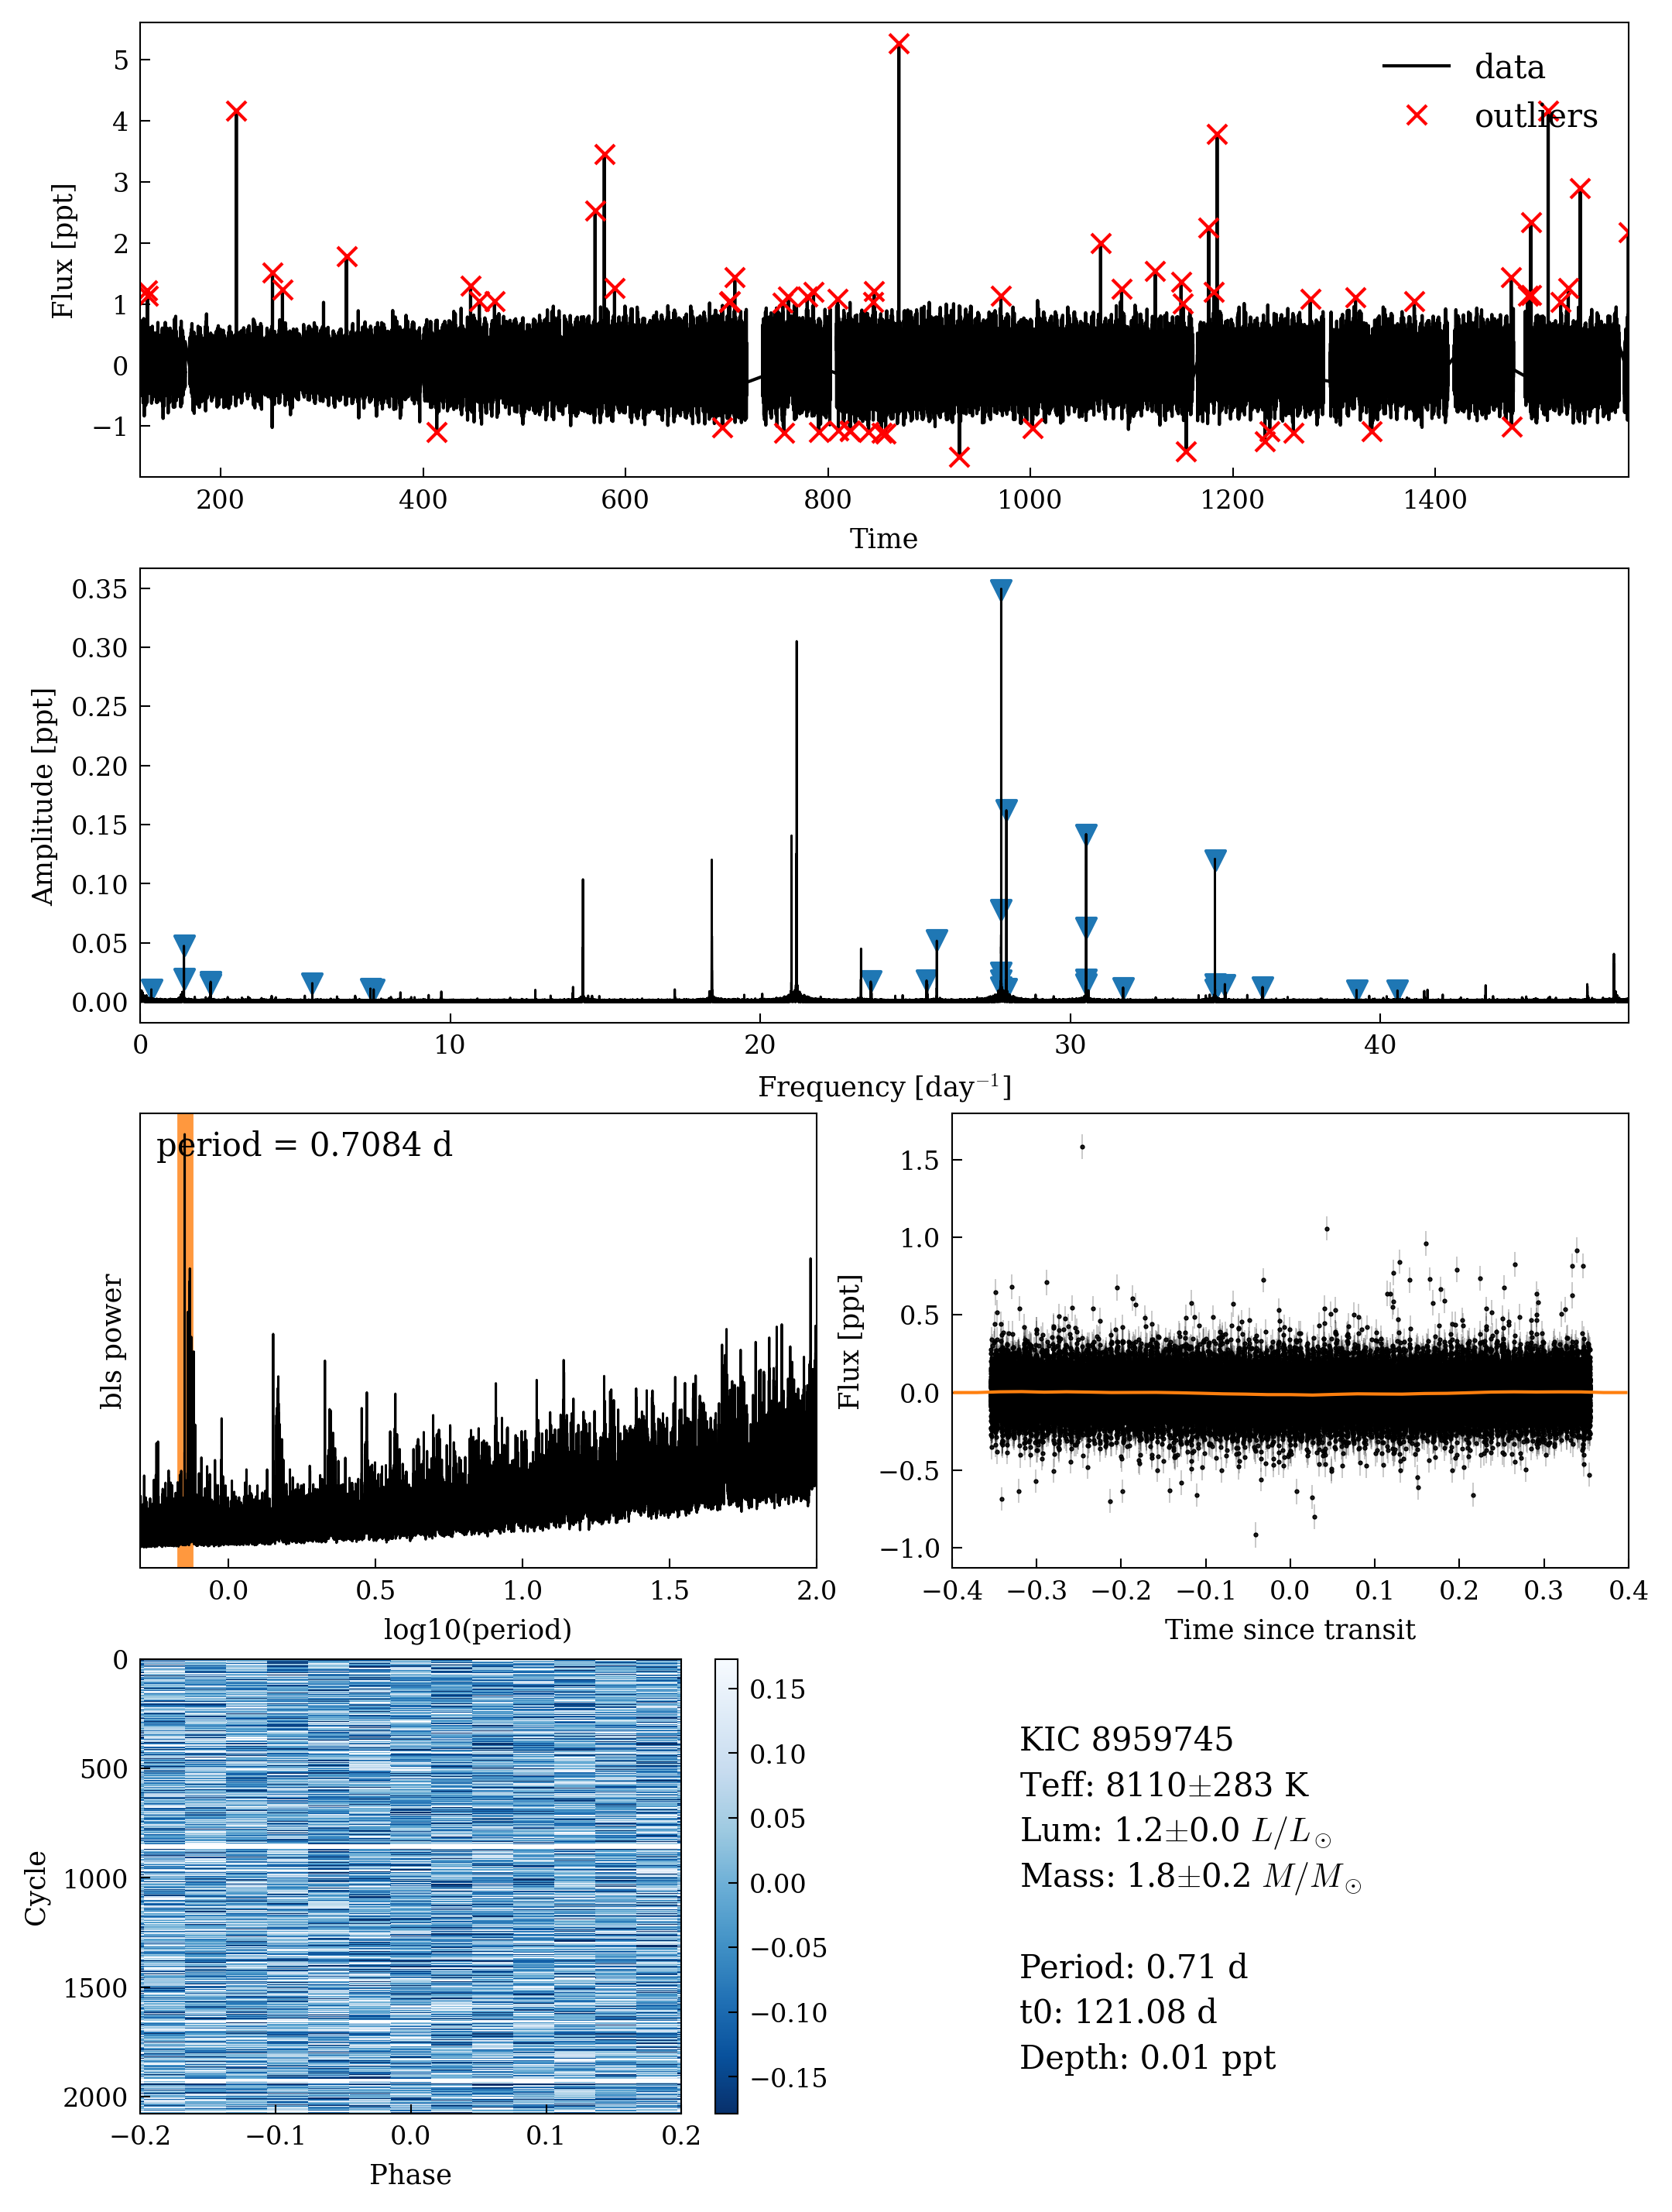 5
4
3
2
1
0
−1
Flux [ppt]
data
outliers
200 400 600 800 1000 1200 1400
Time
0.35
0.30
0.25
0.20
0.15
0.10
0.05
0.00
Amplitude [ppt]
0 10 20 30 40
Frequency [day⁻¹]
period = 0.7084 d
bls power
0.0 0.5 1.0 1.5 2.0
log10(period)
1.5
1.0
0.5
0.0
−0.5
−1.0
Flux [ppt]
−0.4 −0.3 −0.2 −0.1 0.0 0.1 0.2 0.3 0.4
Time since transit
0
500
1000
1500
2000
Cycle
−0.2 −0.1 0.0 0.1 0.2
Phase
0.15
0.10
0.05
0.00
−0.05
−0.10
−0.15
KIC 8959745
Teff: 8110±283 K
Lum: 1.2±0.0 L/L⊙
Mass: 1.8±0.2 M/M⊙
Period: 0.71 d
t0: 121.08 d
Depth: 0.01 ppt